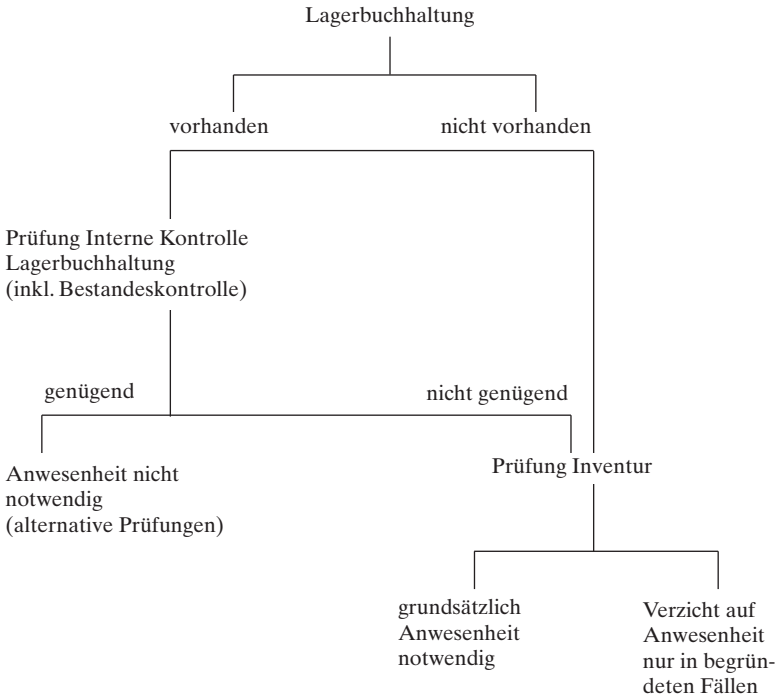 Lagerbuchhaltung
vorhanden
nicht vorhanden
Prüfung Interne Kontrolle
Lagerbuchhaltung
(inkl. Bestandeskontrolle)
genügend
nicht genügend
Anwesenheit nicht
notwendig
(alternative Prüfungen)
Prüfung Inventur
grundsätzlich
Anwesenheit
notwendig
Verzicht auf
Anwesenheit
nur in begrün-
deten Fällen